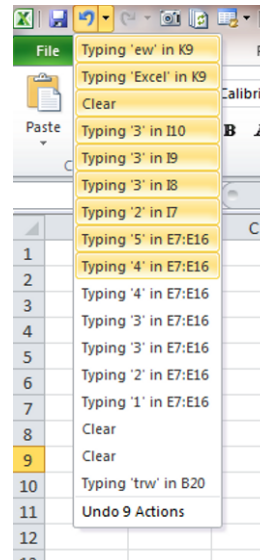 File
Typing 'ew' in K9
Typing 'Excel' in K9
Clear
Calibri
Paste
Typing '3' in I10
B
Typing '3' in I9
Typing '3' in I8
Typing '2' in I7
Typing '5' in E7:E16
C
Typing '4' in E7:E16
1
Typing '4' in E7:E16
2
Typing '3' in E7:E16
3
Typing '3' in E7:E16
4
Typing '2' in E7:E16
5
6
Typing '1' in E7:E16
7
Clear
8
Clear
9
Typing 'trw' in B20
10
Undo 9 Actions
11
12